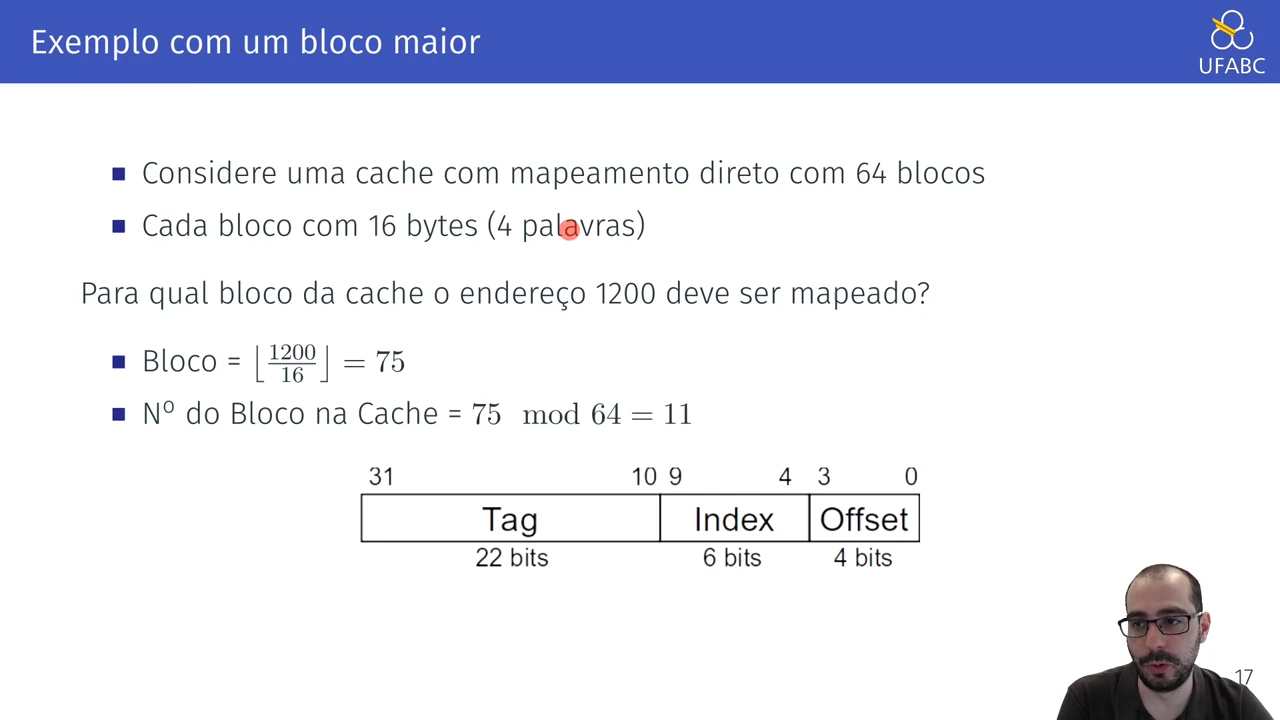 Exemplo com um bloco maior
UFABC
Considere uma cache com mapeamento direto com 64 blocos
Cada bloco com 16 bytes (4 palavras)
Para qual bloco da cache o endereço 1200 deve ser mapeado?
Bloco = ⌊1200/16⌋ = 75
Nº do Bloco na Cache = 75 mod 64 = 11
31 10 9 4 3 0
Tag Index Offset
22 bits 6 bits 4 bits
17